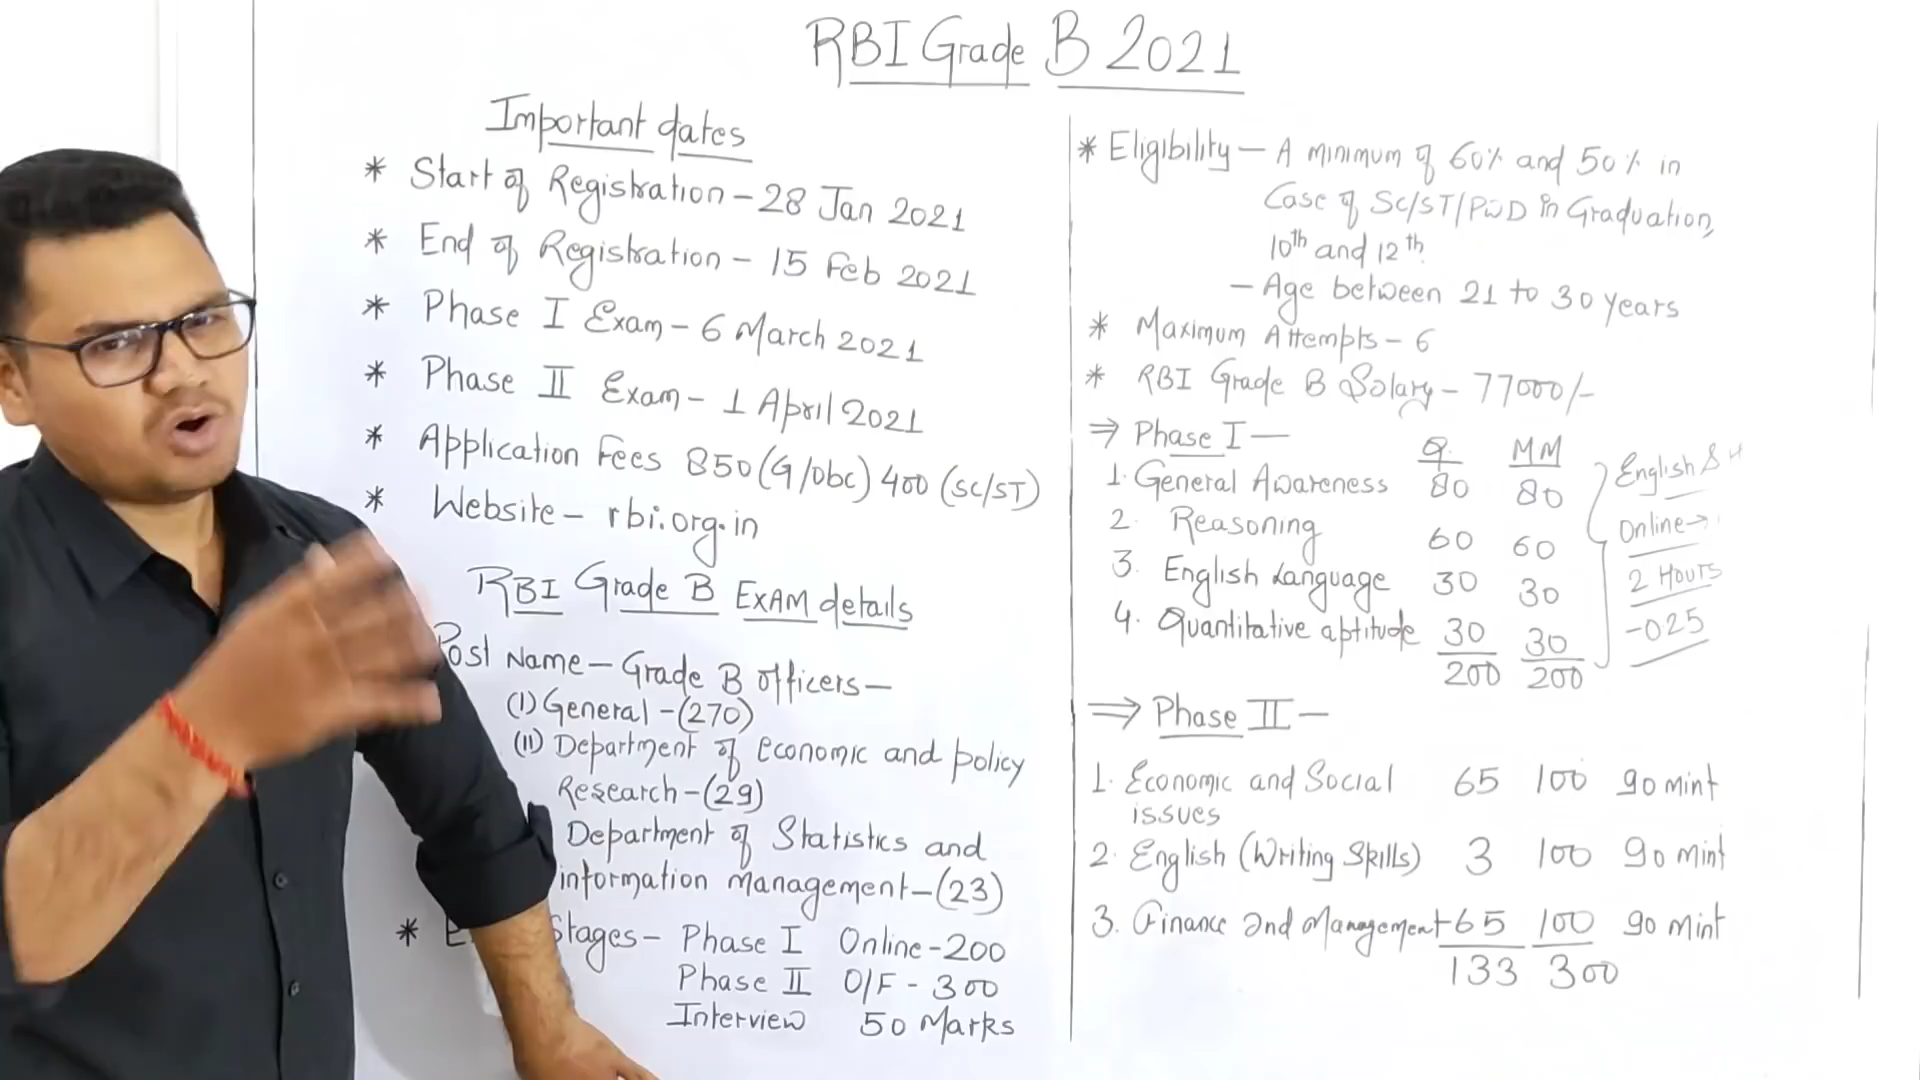 RBI Grade B 2021
Important dates
* Start of Registration - 28 Jan 2021
* End of Registration - 15 Feb 2021
* Phase I Exam - 6 March 2021
* Phase II Exam - 1 April 2021
* Application Fees 850 (G/obc) 400 (SC/ST)
* Website - rbi.org.in
RBI Grade B EXAM details
Post Name - Grade B officers -
(I) General - (270)
(II) Department of economic and policy
Research - (29)
Department of Statistics and
information management - (23)
* Stages - Phase I Online - 200
Phase II O/F - 300
Interview 50 Marks
* Eligibility - A minimum of 60% and 50% in
Case of SC/ST/PWD in Graduation,
10th and 12th.
- Age between 21 to 30 years
* Maximum Attempts - 6
* RBI Grade B Salary - 77000/-
⇒ Phase I - Q. MM
1. General Awareness 80 80
2. Reasoning 60 60
3. English Language 30 30
4. Quantitative aptitude 30 30
200 200
English &
Online →
2 Hours
-025
⇒ Phase II -
1. Economic and Social 65 100 90 mint
issues
2. English (Writing Skills) 3 100 90 mint
3. Finance and Management 65 100 90 mint
133 300